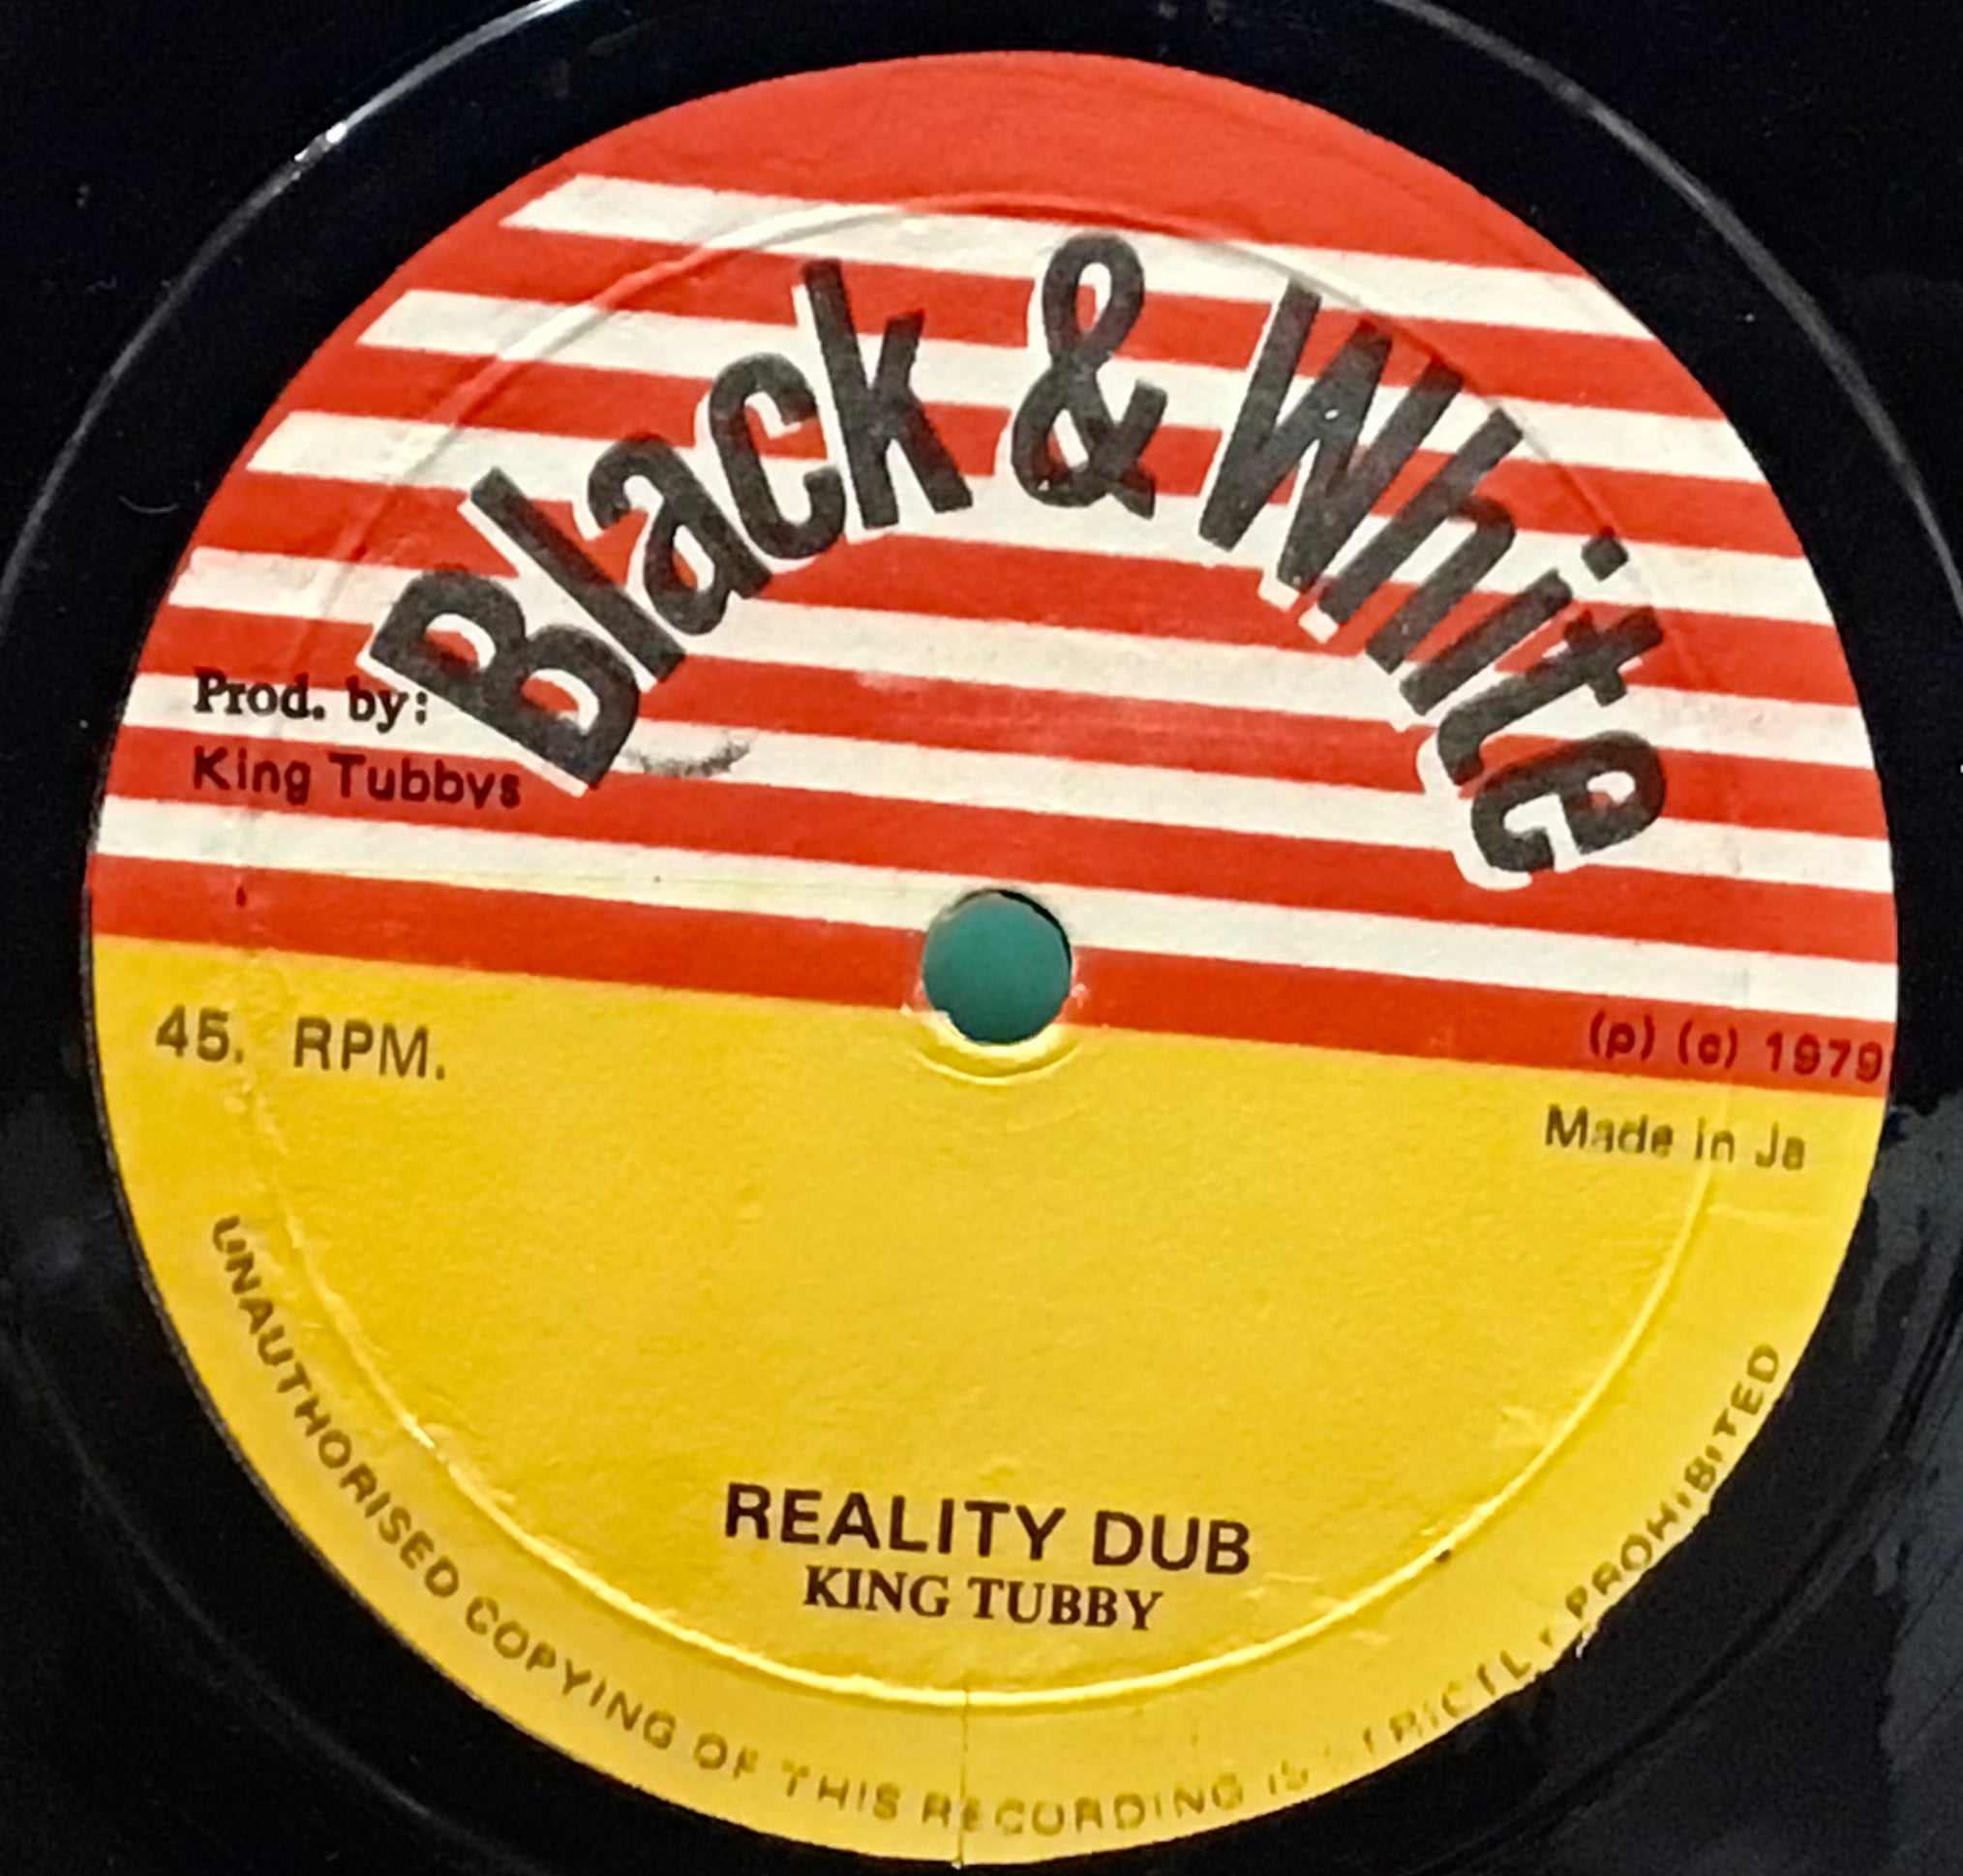 Black & White
Prod. by:
King Tubbys
45. RPM.
(p) (c) 1979
Made in Ja
REALITY DUB
KING TUBBY
UNAUTHORISED COPYING OF THIS RECORDING IS STRICTLY PROHIBITED